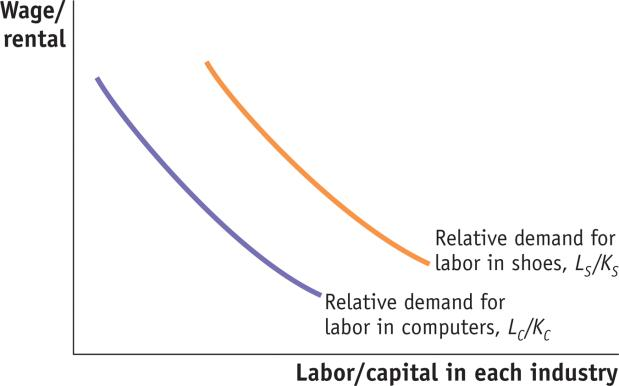 Wage/
rental
Relative demand for
labor in shoes, L_S/K_S
Relative demand for
labor in computers, L_C/K_C
Labor/capital in each industry